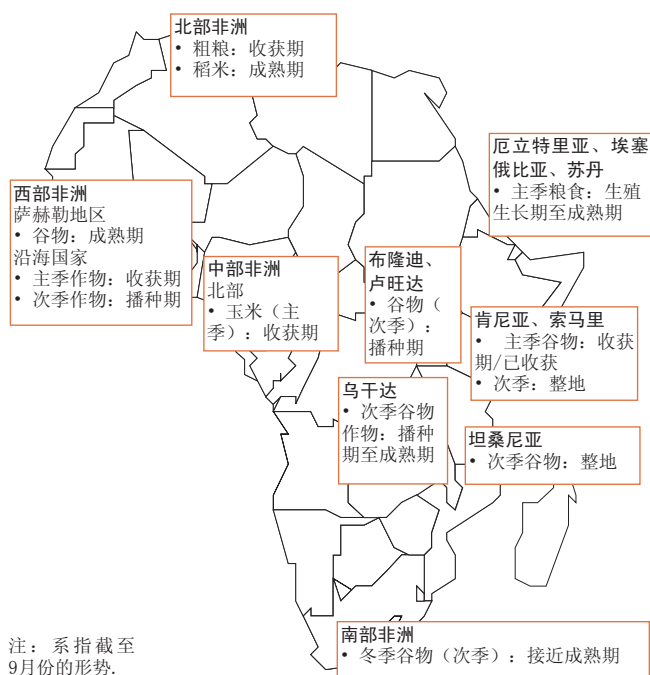 北部非洲
• 粗粮：收获期
• 稻米：成熟期
厄立特里亚、埃塞
俄比亚、苏丹
• 主季粮食：生殖
生长期至成熟期
西部非洲
萨赫勒地区
• 谷物：成熟期
沿海国家
• 主季作物：收获期
• 次季作物：播种期
中部非洲
北部
• 玉米（主
季）：收获期
布隆迪、
卢旺达
• 谷物（
次季）：
播种期
肯尼亚、索马里
• 主季谷物：收获
期/已收获
• 次季：整地
乌干达
• 次季谷物
作物：播种
期至成熟期
坦桑尼亚
• 次季谷物：整地
南部非洲
• 冬季谷物（次季）：接近成熟期
注：系指截至
9月份的形势.